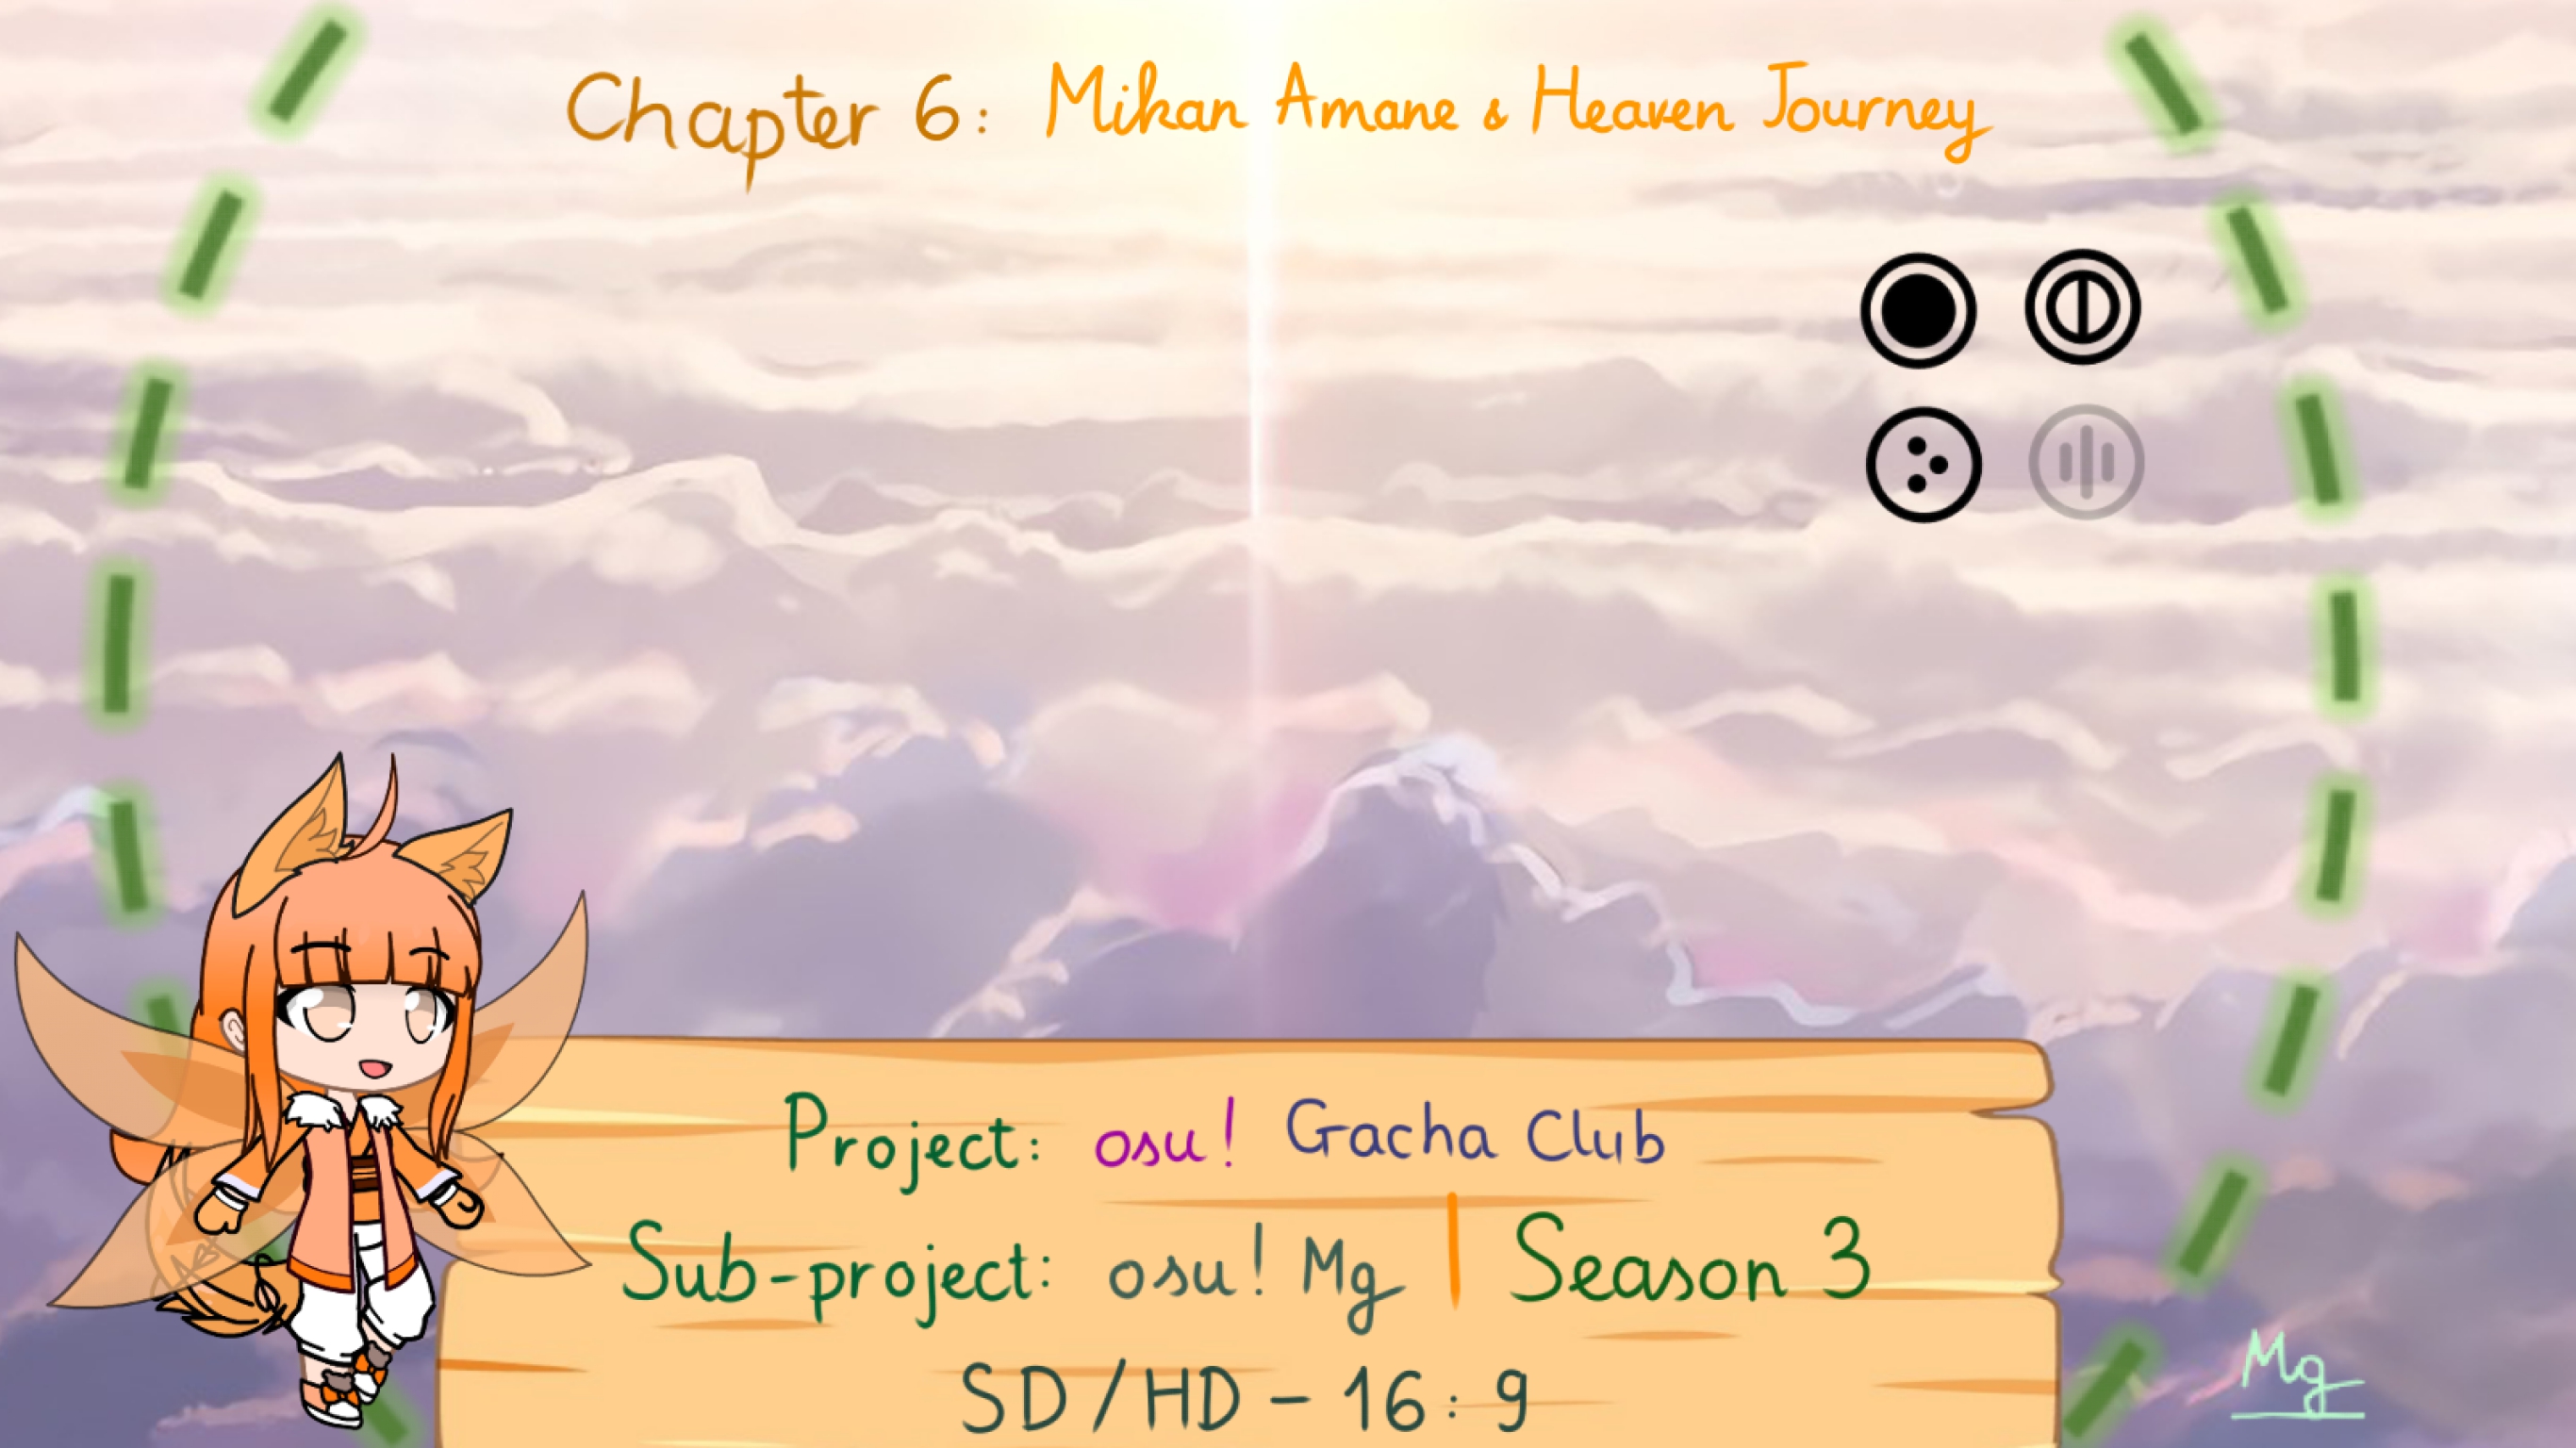 Chapter 6: Mikan Amane & Heaven Journey
Project: osu! Gacha Club
Sub-project: osu! Mg | Season 3
SD/HD - 16:9
Mg